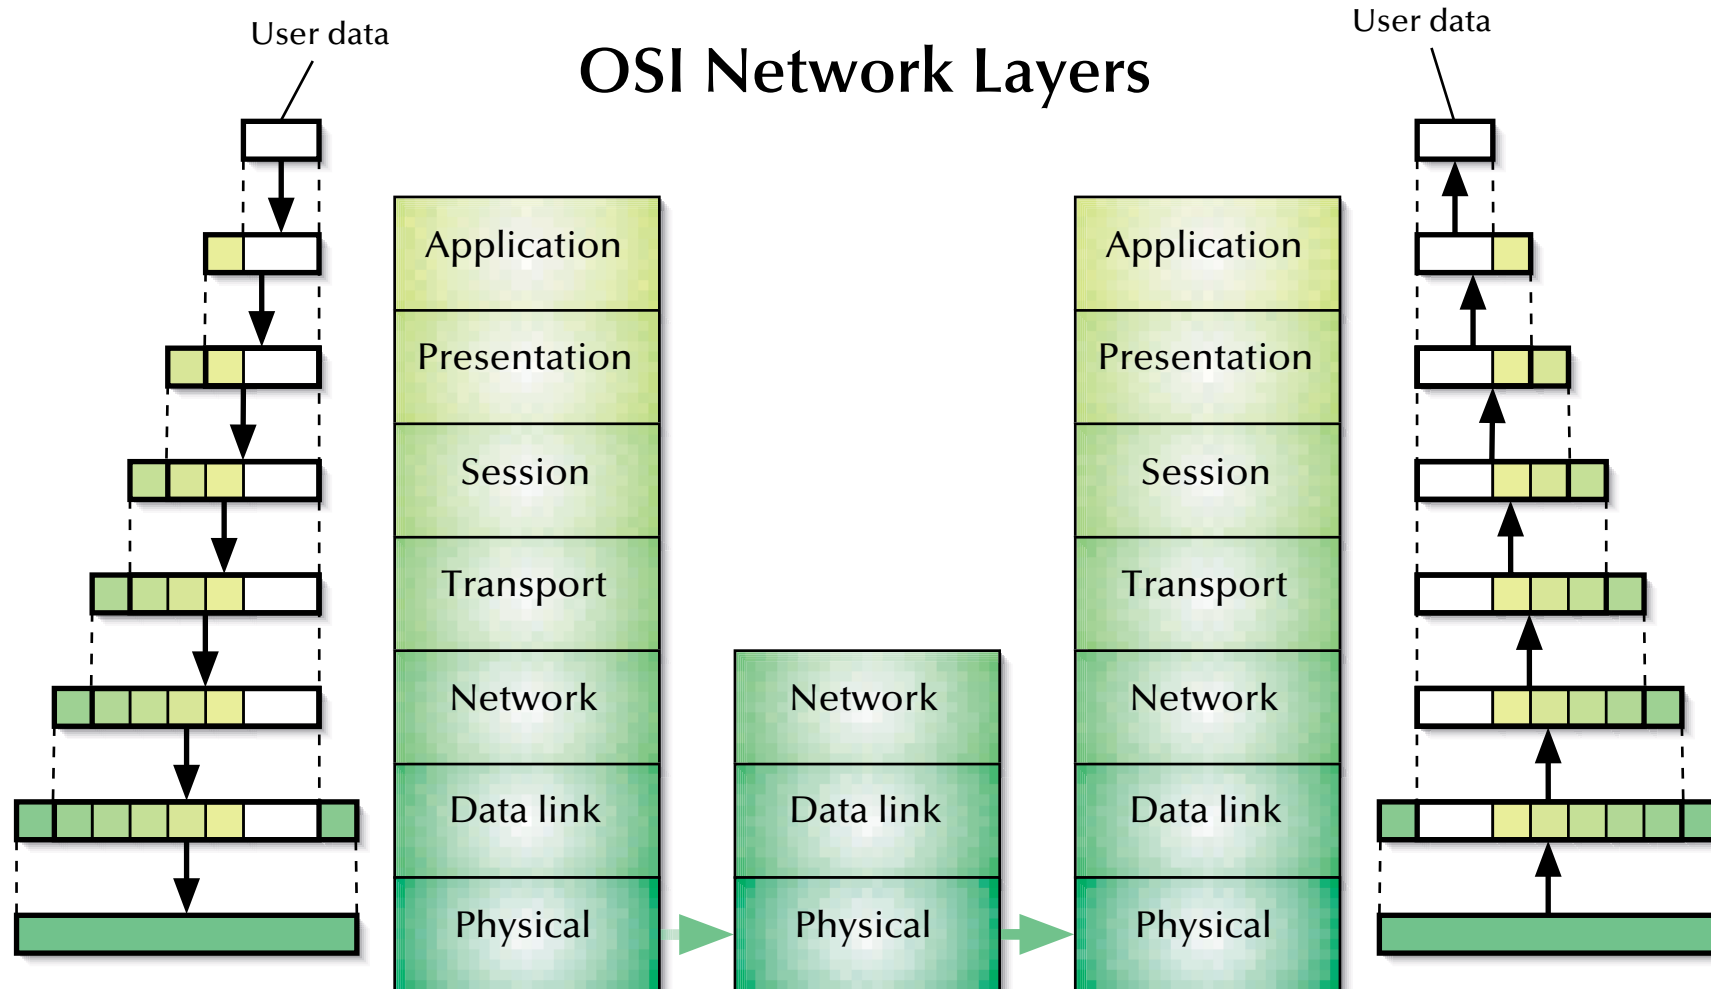 User data
OSI Network Layers
User data
Application
Presentation
Session
Transport
Network
Data link
Physical
Network
Data link
Physical
Application
Presentation
Session
Transport
Network
Data link
Physical